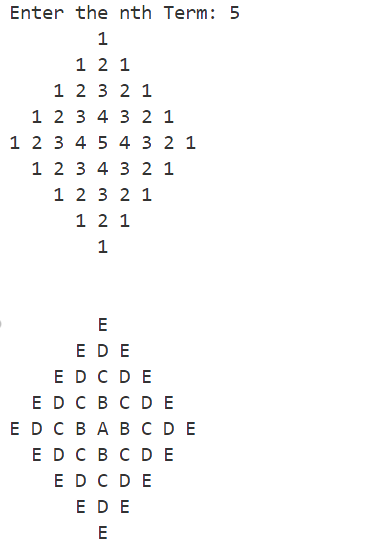 Enter the nth Term: 5
1
1 2 1
1 2 3 2 1
1 2 3 4 3 2 1
1 2 3 4 5 4 3 2 1
1 2 3 4 3 2 1
1 2 3 2 1
1 2 1
1
E
E D E
E D C D E
E D C B C D E
E D C B A B C D E
E D C B C D E
E D C D E
E D E
E